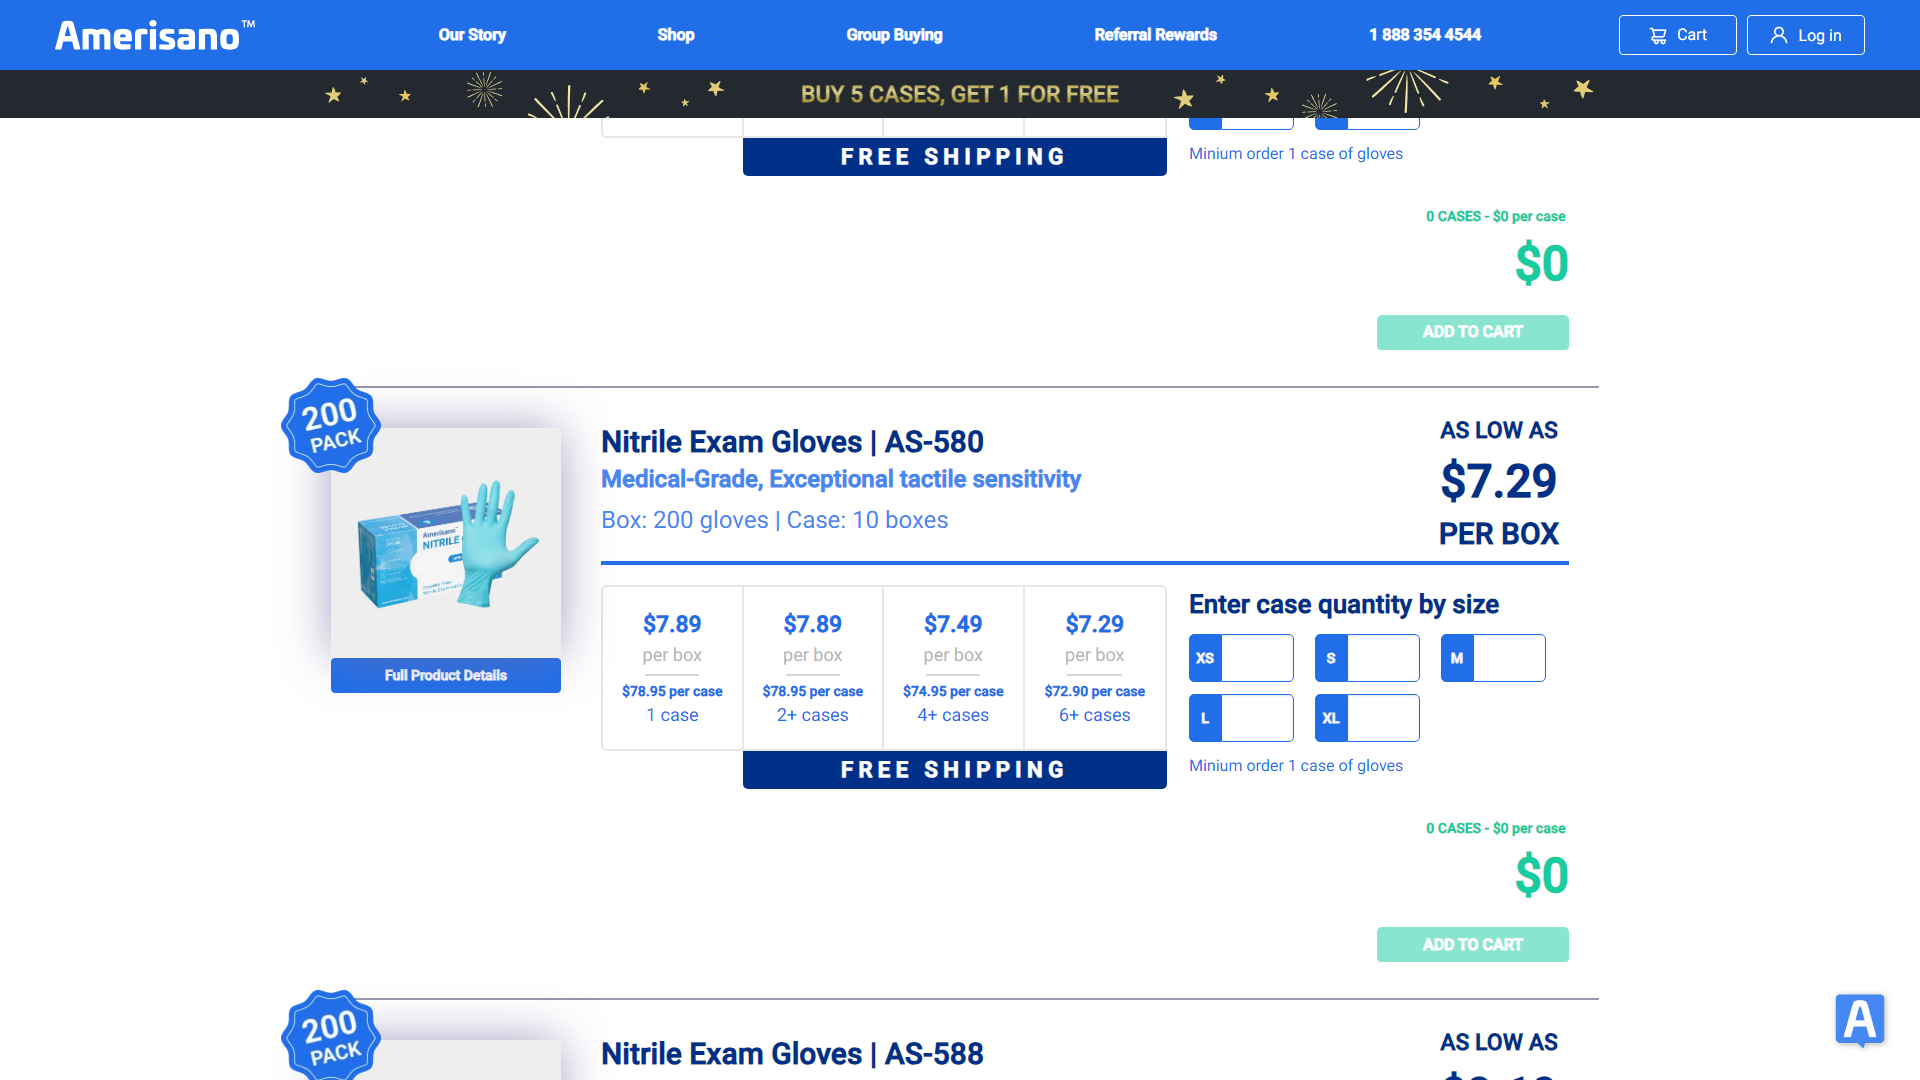 Amerisano™
Our Story
Shop
Group Buying
Referral Rewards
1 888 354 4544
Cart
Log in
BUY 5 CASES, GET 1 FOR FREE
FREE SHIPPING
Minium order 1 case of gloves
0 CASES - $0 per case
$0
ADD TO CART
200
PACK
Nitrile Exam Gloves | AS-580
Medical-Grade, Exceptional tactile sensitivity
Box: 200 gloves | Case: 10 boxes
AS LOW AS
$7.29
PER BOX
Amerisano™
NITRILE
Full Product Details
$7.89
per box
$78.95 per case
1 case
$7.89
per box
$78.95 per case
2+ cases
$7.49
per box
$74.95 per case
4+ cases
$7.29
per box
$72.90 per case
6+ cases
FREE SHIPPING
Enter case quantity by size
XS
S
M
L
XL
Minium order 1 case of gloves
0 CASES - $0 per case
$0
ADD TO CART
200
PACK
Nitrile Exam Gloves | AS-588
AS LOW AS
A